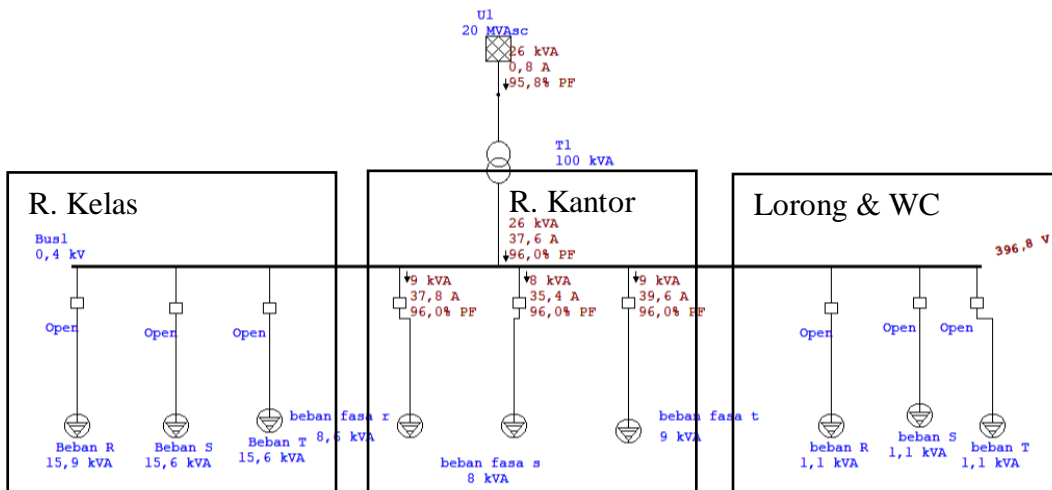 U1
20 MVAsc
26 kVA
0,8 A
95,8% PF
T1
100 kVA
R. Kelas
R. Kantor
Lorong & WC
26 kVA
37,6 A
96,0% PF
Bus1
0,4 kV
396,8 V
9 kVA
37,8 A
96,0% PF
8 kVA
35,4 A
96,0% PF
9 kVA
39,6 A
96,0% PF
Open
Open
Open
Open
Open
Open
Beban R
15,9 kVA
Beban S
15,6 kVA
Beban T
15,6 kVA
beban fasa r
8,6 kVA
beban fasa s
8 kVA
beban fasa t
9 kVA
beban R
1,1 kVA
beban S
1,1 kVA
beban T
1,1 kVA